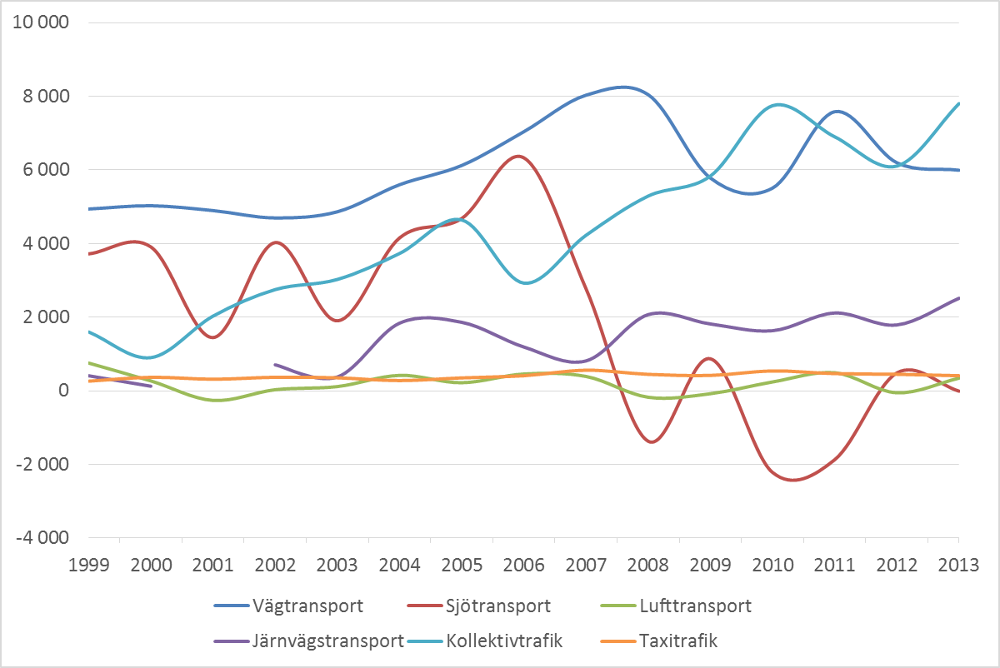 10 000
8 000
6 000
4 000
2 000
0
-2 000
-4 000
1999 2000 2001 2002 2003 2004 2005 2006 2007 2008 2009 2010 2011 2012 2013
Vägtransport Sjötransport Lufttransport
Järnvägstransport Kollektivtrafik Taxitrafik